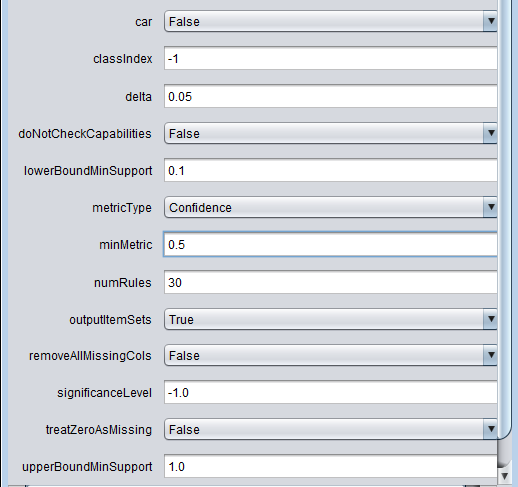 car False
classIndex -1
delta 0.05
doNotCheckCapabilities False
lowerBoundMinSupport 0.1
metricType Confidence
minMetric 0.5
numRules 30
outputItemSets True
removeAllMissingCols False
significanceLevel -1.0
treatZeroAsMissing False
upperBoundMinSupport 1.0